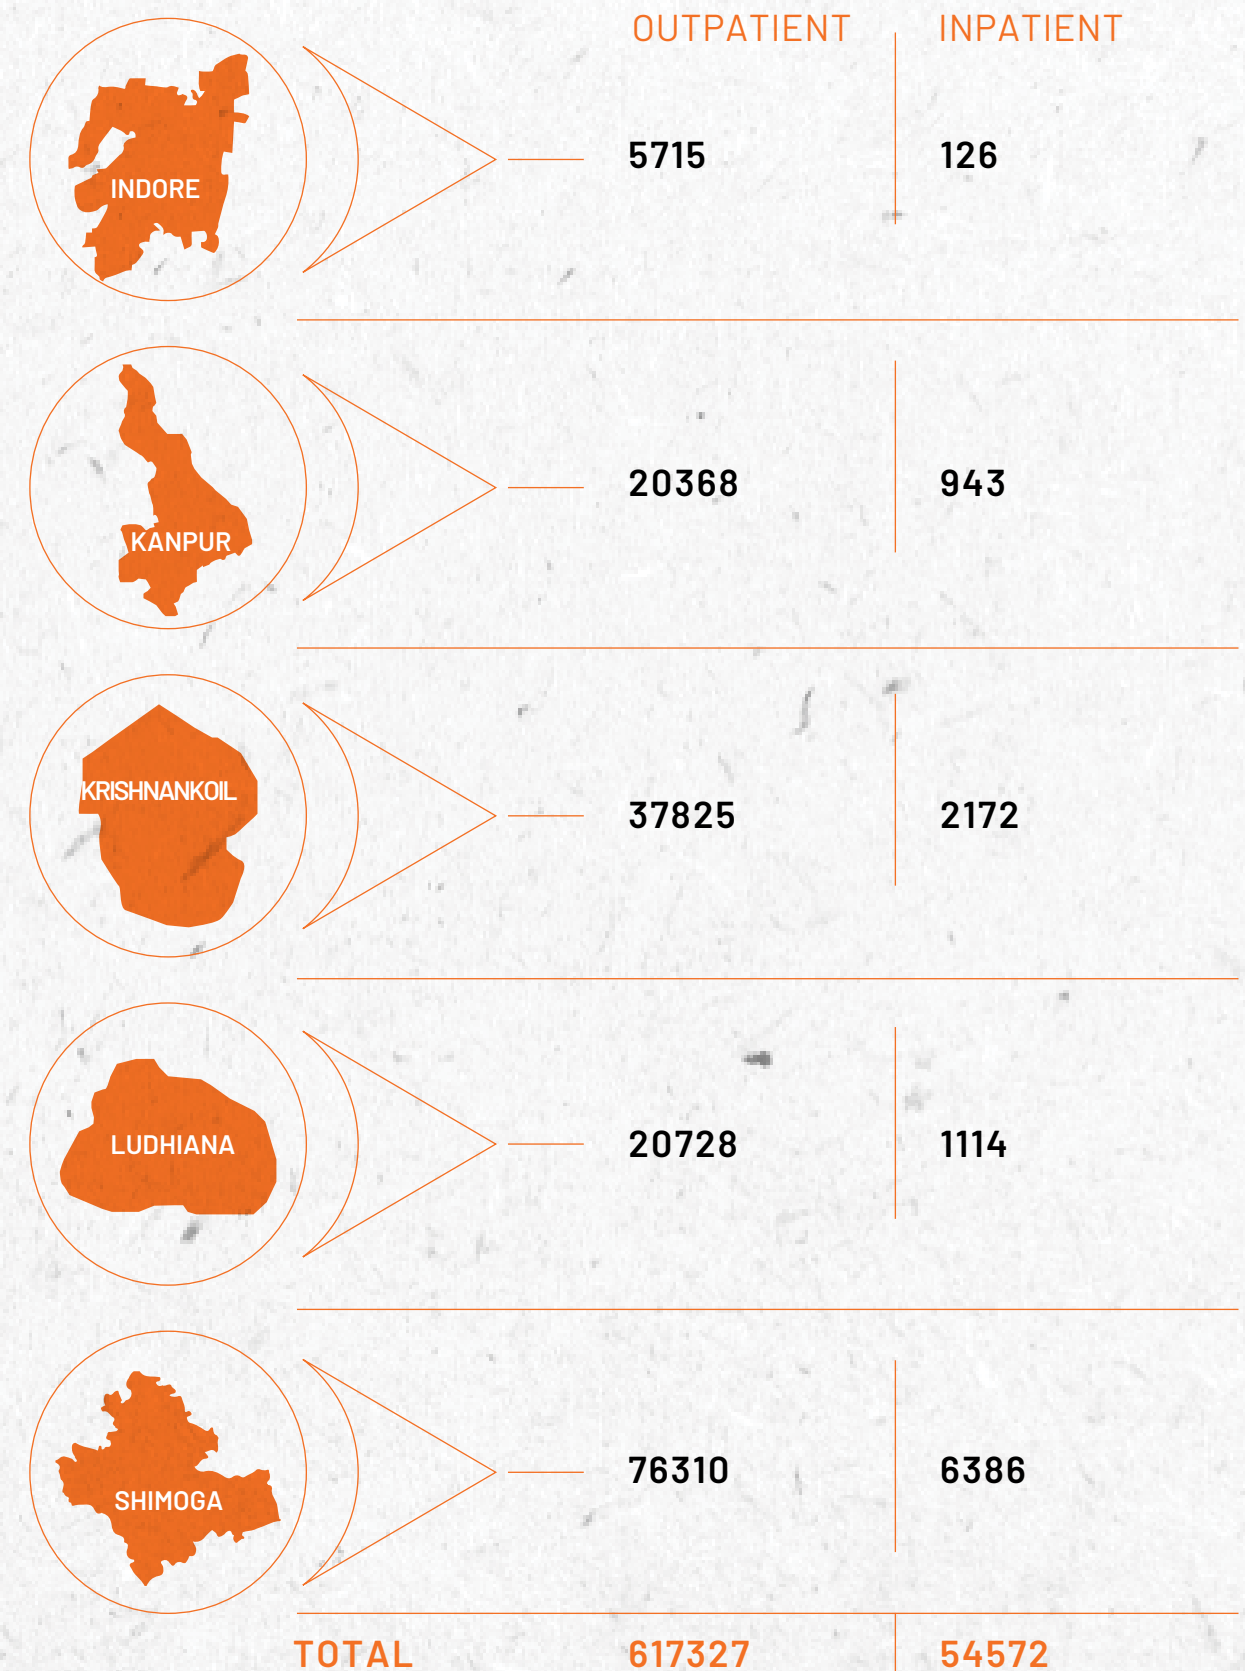 OUTPATIENT INPATIENT
INDORE 5715 126
KANPUR 20368 943
KRISHNANKOIL 37825 2172
LUDHIANA 20728 1114
SHIMOGA 76310 6386
TOTAL 617327 54572